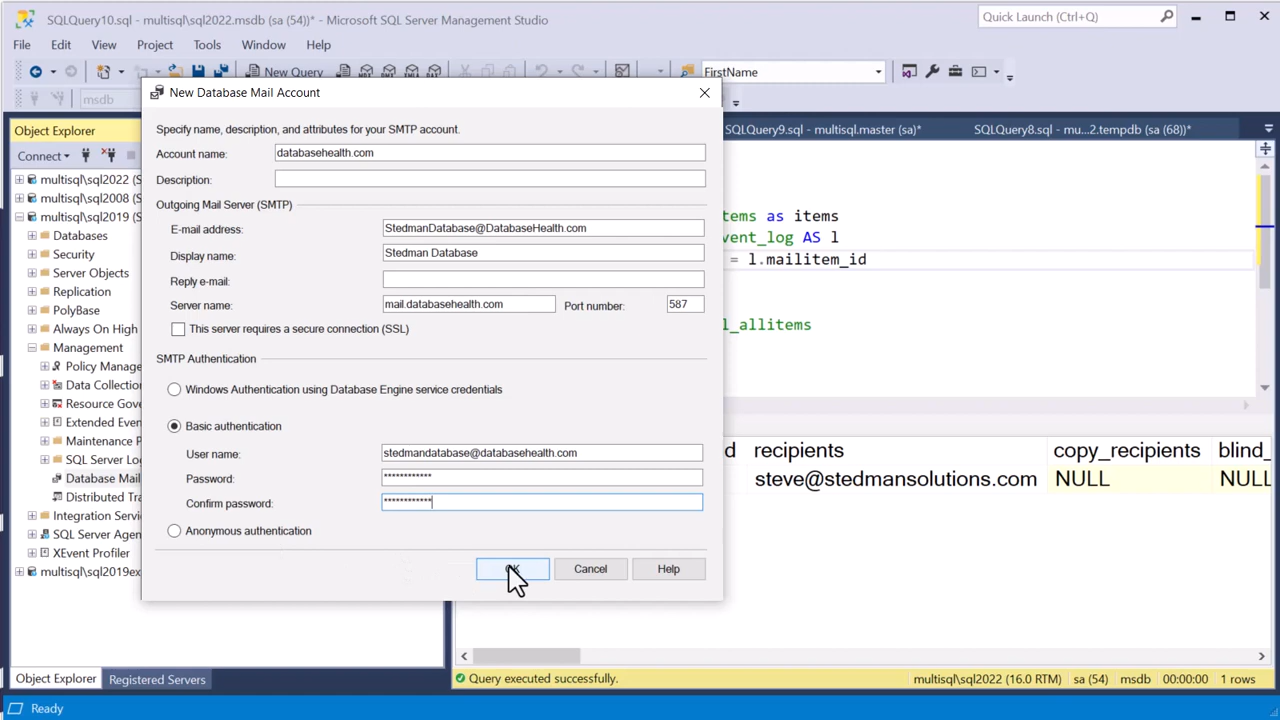 SQLQuery10.sql - multisql\sql2022.msdb (sa (54))* - Microsoft SQL Server Management Studio
Quick Launch (Ctrl+Q)
File Edit View Project Tools Window Help
New Query
FirstName
msdb
New Database Mail Account
Object Explorer
SQLQuery9.sql - multisql.master (sa)*
SQLQuery8.sql - mu...2.tempdb (sa (68))*
Connect
multisql\sql2022 (S
multisql\sql2008 (S
multisql\sql2019 (S
Databases
Security
Server Objects
Replication
PolyBase
Always On High
Management
Policy Manage
Data Collection
Resource Gov
Extended Even
Maintenance P
SQL Server Log
Database Mail
Distributed Tra
Integration Servi
SQL Server Agen
XEvent Profiler
multisql\sql2019ex
Specify name, description, and attributes for your SMTP account.
Account name: databasehealth.com
Description:
Outgoing Mail Server (SMTP)
E-mail address: StedmanDatabase@DatabaseHealth.com
Display name: Stedman Database
Reply e-mail:
Server name: mail.databasehealth.com Port number: 587
This server requires a secure connection (SSL)
SMTP Authentication
Windows Authentication using Database Engine service credentials
Basic authentication
User name: stedmandatabase@databasehealth.com
Password: ************
Confirm password: ************
Anonymous authentication
Cancel Help
tems as items
vent_log AS l
= l.mailitem_id
l_allitems
d recipients copy_recipients blind_
steve@stedmansolutions.com NULL NULL
Object Explorer Registered Servers
Query executed successfully. multisql\sql2022 (16.0 RTM) sa (54) msdb 00:00:00 1 rows
Ready